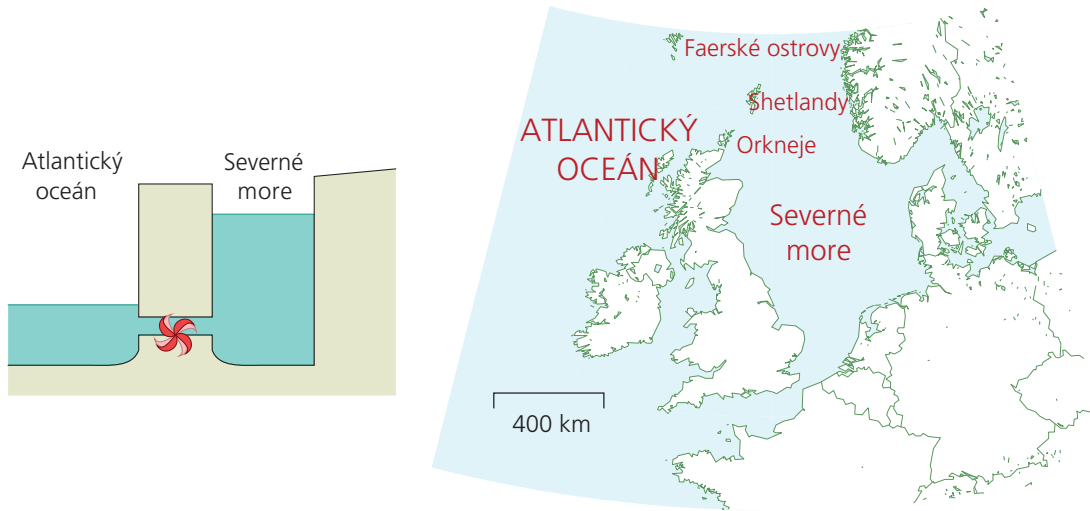 Atlantický
oceán
Severné
more
Faerské ostrovy
Shetlandy
ATLANTICKÝ
OCEÁN
Orkneje
Severné
more
400 km